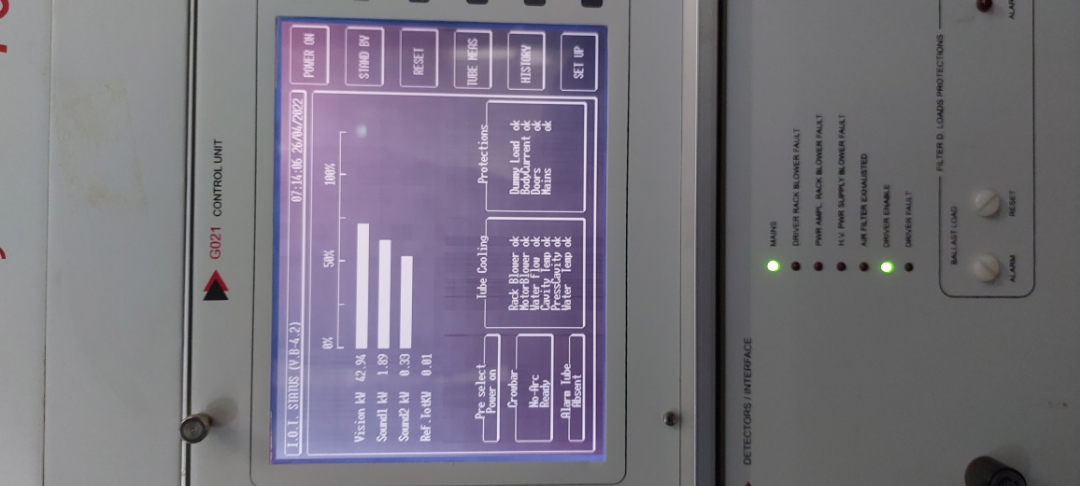 G021 CONTROL UNIT
I.O.T. STATUS (V.B-4.2) 07:14:06 26/04/2022
POWER ON
STAND BY
RESET
TUBE MEAS
HISTORY
SET UP
0% 50% 100%
Vision kW 42.94
Sound1 kW 1.89
Sound2 kW 0.33
Ref.TotKW 0.01
Pre select
Power on
Crowbar
No-Arc
Ready
Alarm Tube
Absent
Tube Cooling
Rack Blower ok
MotorBlower ok
Water Flow ok
Cavity Temp ok
PressCavity ok
Water Temp ok
Protections
Dummy Load ok
BodyCurrent ok
Doors ok
Mains ok
DETECTORS / INTERFACE
MAINS
DRIVER RACK BLOWER FAULT
PWR AMPL. RACK BLOWER FAULT
H.V. PWR SUPPLY BLOWER FAULT
AIR FILTER EXHAUSTED
DRIVER ENABLE
DRIVER FAULT
FILTER D. LOADS PROTECTIONS
BALLAST LOAD
ALARM
RESET